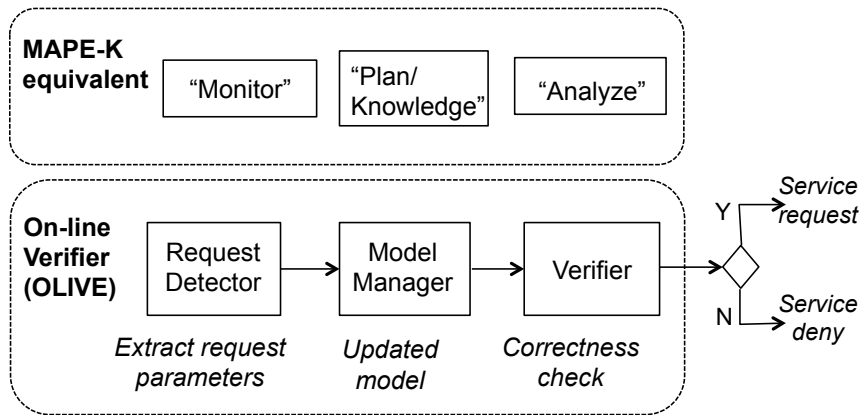 MAPE-K
equivalent
“Monitor”
“Plan/
Knowledge”
“Analyze”
On-line
Verifier
(OLIVE)
Request
Detector
Model
Manager
Verifier
Extract request
parameters
Updated
model
Correctness
check
Y
Service
request
N
Service
deny